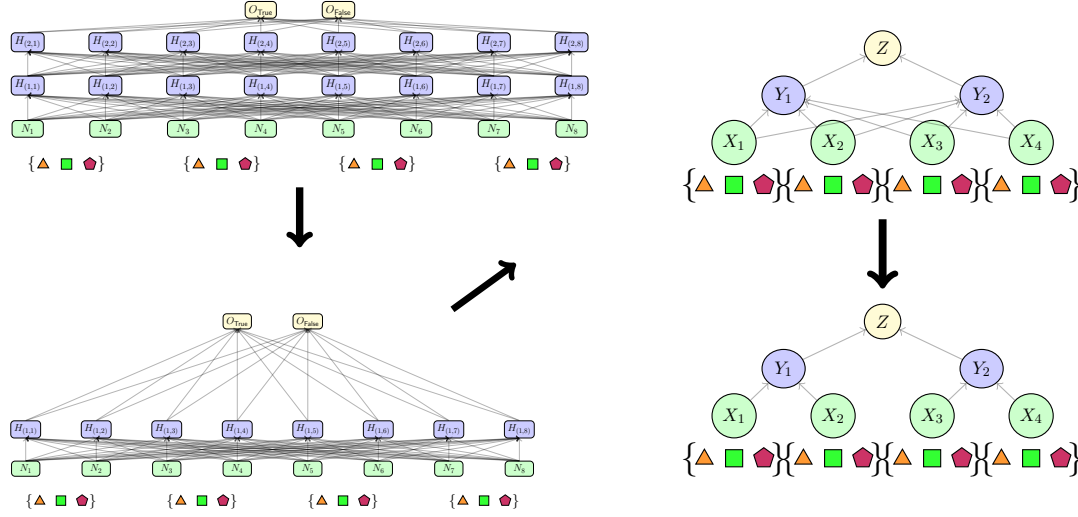 O_True O_False
H_(2,1) H_(2,2) H_(2,3) H_(2,4) H_(2,5) H_(2,6) H_(2,7) H_(2,8)
H_(1,1) H_(1,2) H_(1,3) H_(1,4) H_(1,5) H_(1,6) H_(1,7) H_(1,8)
N_1 N_2 N_3 N_4 N_5 N_6 N_7 N_8
{ } { } { } { }
O_True O_False
H_(1,1) H_(1,2) H_(1,3) H_(1,4) H_(1,5) H_(1,6) H_(1,7) H_(1,8)
N_1 N_2 N_3 N_4 N_5 N_6 N_7 N_8
{ } { } { } { }
Z
Y_1 Y_2
X_1 X_2 X_3 X_4
{ } { } { } { }
Z
Y_1 Y_2
X_1 X_2 X_3 X_4
{ } { } { } { }